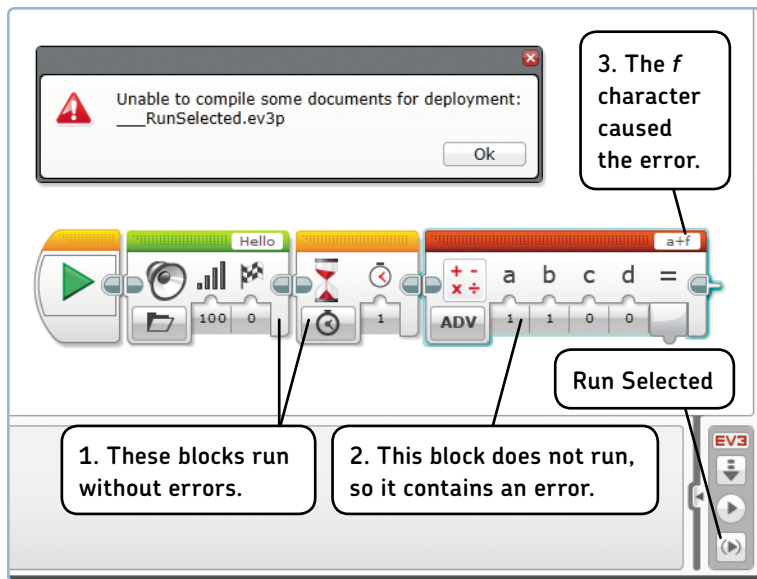 Unable to compile some documents for deployment:
___RunSelected.ev3p
Ok
3. The f
character
caused
the error.
Hello
100 0
1
a+f
+ -
x ÷
a b c d =
ADV
1 1 0 0
Run Selected
1. These blocks run
without errors.
2. This block does not run,
so it contains an error.
EV3